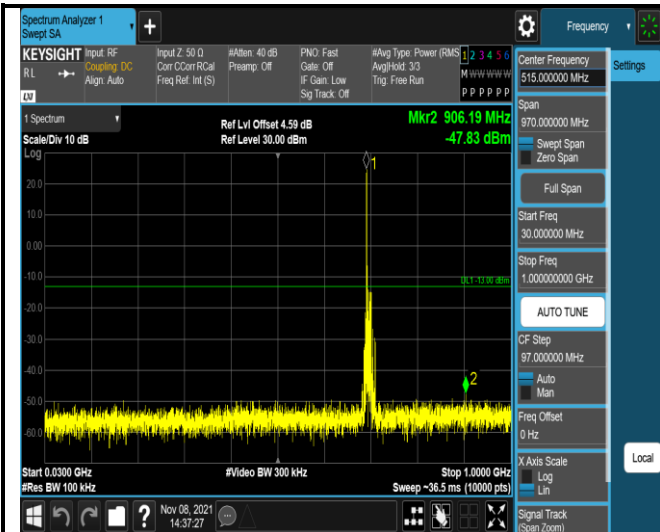 Spectrum Analyzer 1
Swept SA
Frequency
KEYSIGHT
RL
LXI
Input: RF
Coupling: DC
Align: Auto
Input Z: 50 Ω
Corr CCorr RCal
Freq Ref: Int (S)
#Atten: 40 dB
Preamp: Off
PNO: Fast
Gate: Off
IF Gain: Low
Sig Track: Off
#Avg Type: Power (RMS
Avg|Hold: 3/3
Trig: Free Run
1 2 3 4 5 6
M W W W W W
P P P P P P
1 Spectrum
Scale/Div 10 dB
Log
Ref Lvl Offset 4.59 dB
Ref Level 30.00 dBm
Mkr2 906.19 MHz
-47.83 dBm
1
20.0
10.0
0.00
-10.0
DL1 -13.00 dBm
-20.0
-30.0
-40.0
2
-50.0
-60.0
Start 0.0300 GHz
#Video BW 300 kHz
Stop 1.0000 GHz
#Res BW 100 kHz
Sweep ~36.5 ms (10000 pts)
?
Nov 08, 2021
14:37:27
Center Frequency
515.000000 MHz
Settings
Span
970.000000 MHz
Swept Span
Zero Span
Full Span
Start Freq
30.000000 MHz
Stop Freq
1.000000000 GHz
AUTO TUNE
CF Step
97.000000 MHz
Auto
Man
Freq Offset
0 Hz
X Axis Scale
Log
Lin
Local
Signal Track
(Span Zoom)